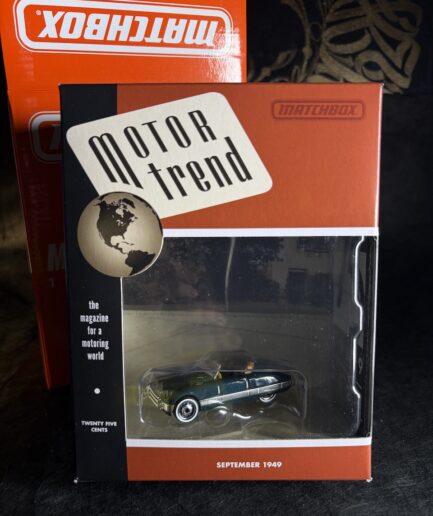 MATCHBOX
MATCHBOX
MOTOR
trend
the
magazine
for a
motoring
world
TWENTY FIVE
CENTS
SEPTEMBER 1949